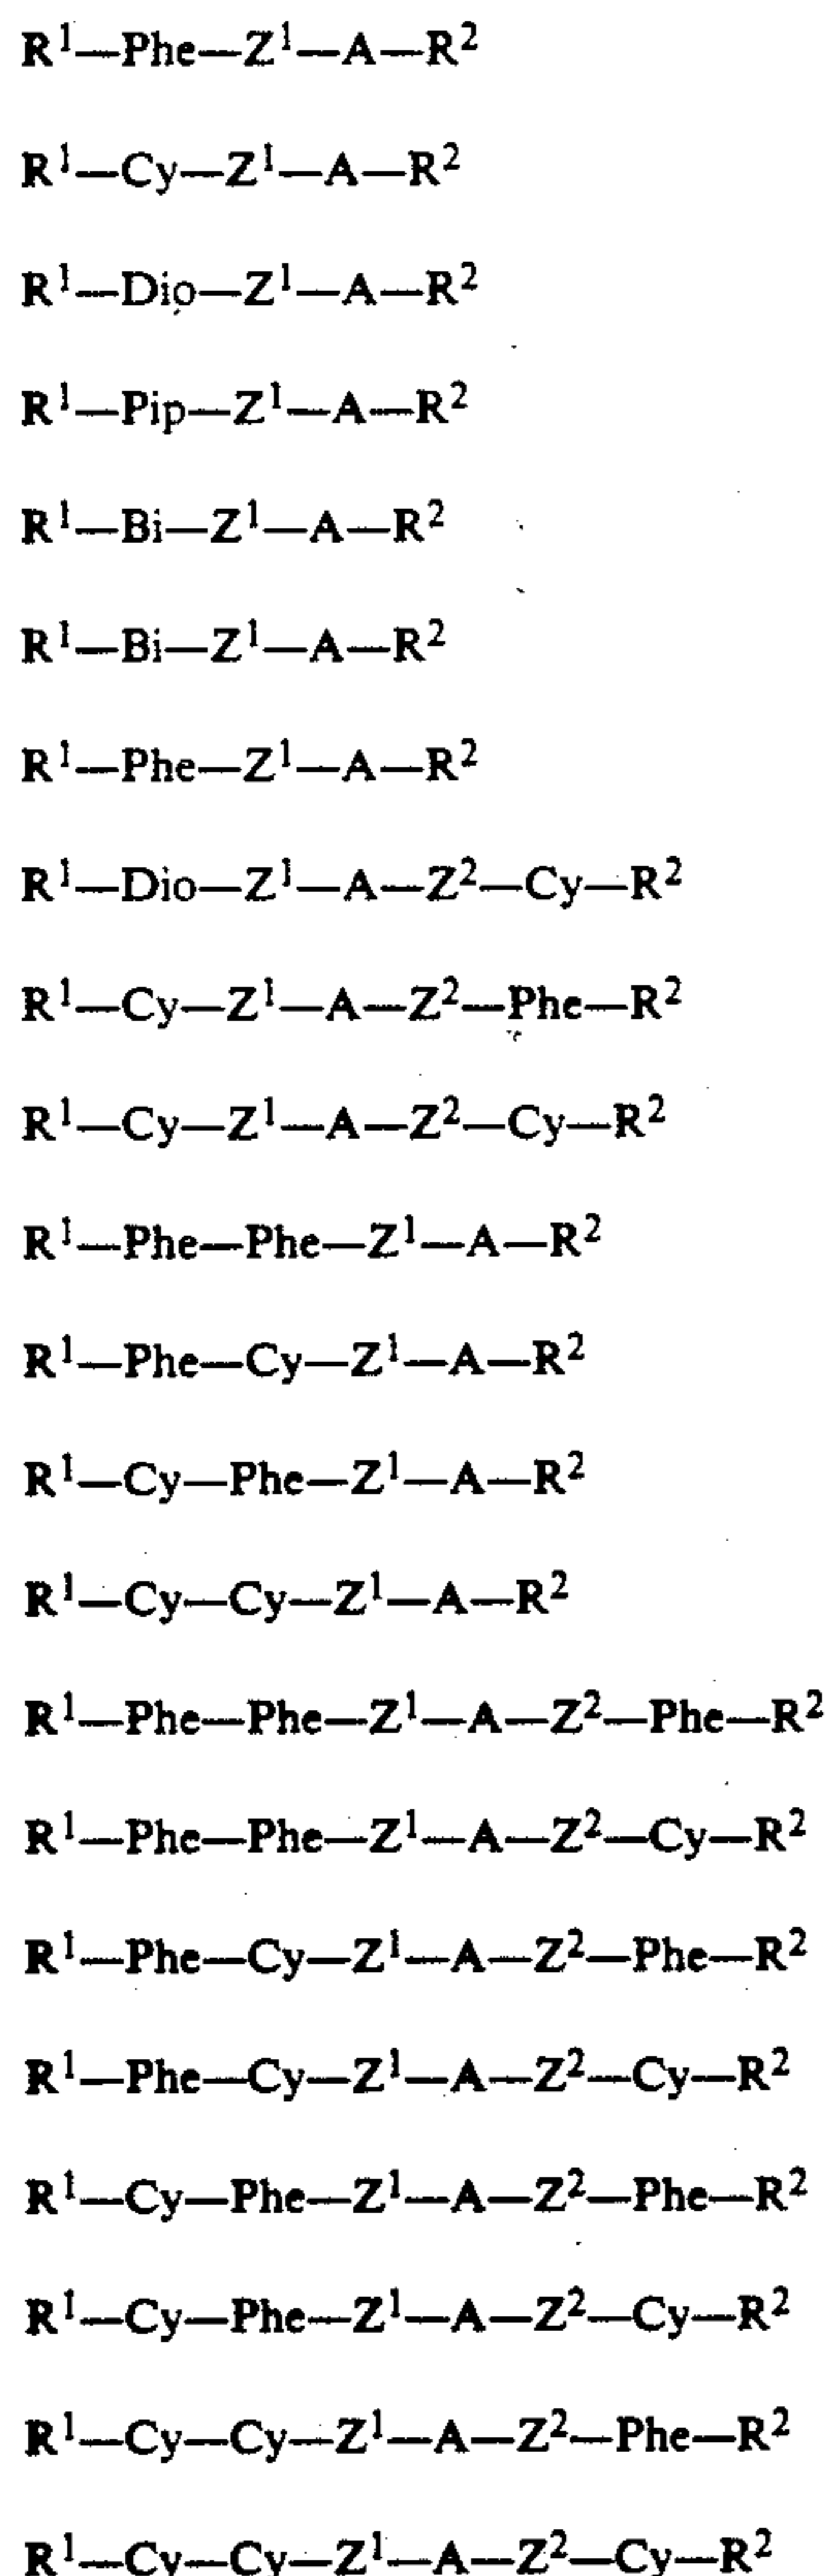 R¹—Phe—Z¹—A—R²
R¹—Cy—Z¹—A—R²
R¹—Dio—Z¹—A—R²
R¹—Pip—Z¹—A—R²
R¹—Bi—Z¹—A—R²
R¹—Bi—Z¹—A—R²
R¹—Phe—Z¹—A—R²
R¹—Dio—Z¹—A—Z²—Cy—R²
R¹—Cy—Z¹—A—Z²—Phe—R²
R¹—Cy—Z¹—A—Z²—Cy—R²
R¹—Phe—Phe—Z¹—A—R²
R¹—Phe—Cy—Z¹—A—R²
R¹—Cy—Phe—Z¹—A—R²
R¹—Cy—Cy—Z¹—A—R²
R¹—Phe—Phe—Z¹—A—Z²—Phe—R²
R¹—Phe—Phe—Z¹—A—Z²—Cy—R²
R¹—Phe—Cy—Z¹—A—Z²—Phe—R²
R¹—Phe—Cy—Z¹—A—Z²—Cy—R²
R¹—Cy—Phe—Z¹—A—Z²—Phe—R²
R¹—Cy—Phe—Z¹—A—Z²—Cy—R²
R¹—Cy—Cy—Z¹—A—Z²—Phe—R²
R¹—Cy—Cy—Z¹—A—Z²—Cy—R²